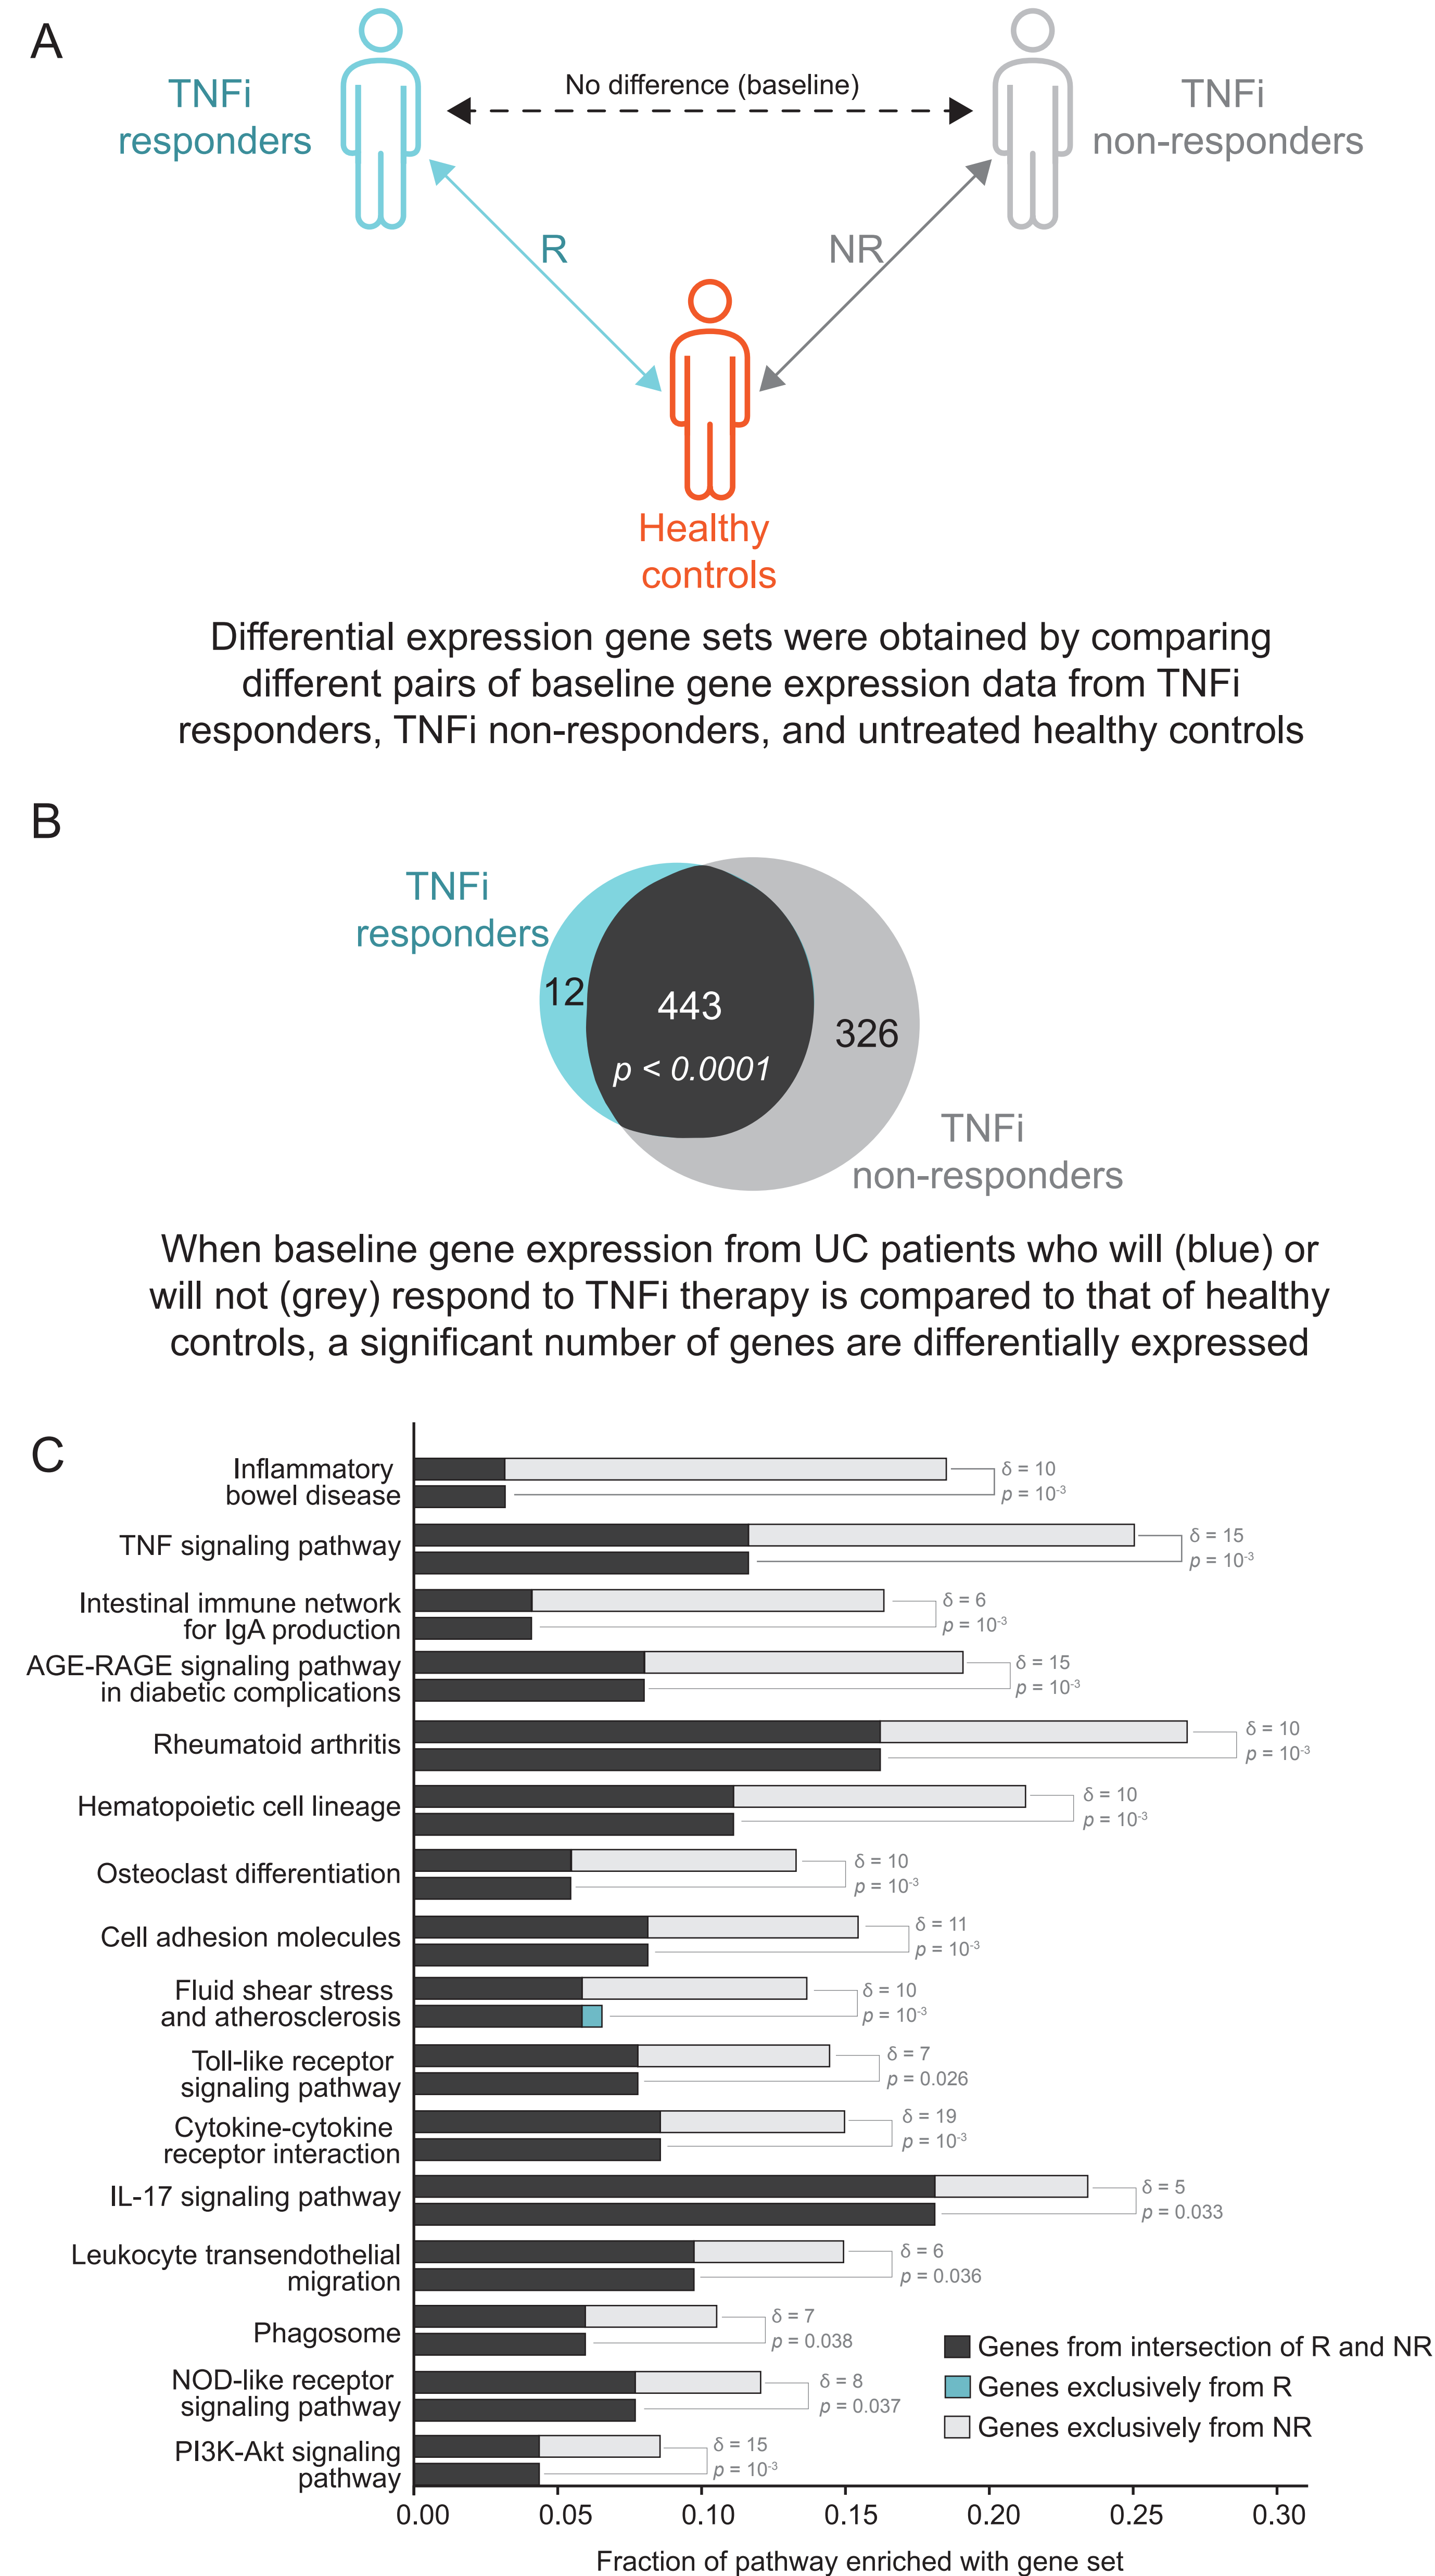 A
TNFi
responders
No difference (baseline)
TNFi
non-responders
R
NR
Healthy
controls
Differential expression gene sets were obtained by comparing
different pairs of baseline gene expression data from TNFi
responders, TNFi non-responders, and untreated healthy controls
B
TNFi
responders
12
443
p < 0.0001
326
TNFi
non-responders
When baseline gene expression from UC patients who will (blue) or
will not (grey) respond to TNFi therapy is compared to that of healthy
controls, a significant number of genes are differentially expressed
C
Inflammatory
bowel disease
δ = 10
p = 10⁻³
TNF signaling pathway
δ = 15
p = 10⁻³
Intestinal immune network
for IgA production
δ = 6
p = 10⁻³
AGE-RAGE signaling pathway
in diabetic complications
δ = 15
p = 10⁻³
Rheumatoid arthritis
δ = 10
p = 10⁻³
Hematopoietic cell lineage
δ = 10
p = 10⁻³
Osteoclast differentiation
δ = 10
p = 10⁻³
Cell adhesion molecules
δ = 11
p = 10⁻³
Fluid shear stress
and atherosclerosis
δ = 10
p = 10⁻³
Toll-like receptor
signaling pathway
δ = 7
p = 0.026
Cytokine-cytokine
receptor interaction
δ = 19
p = 10⁻³
IL-17 signaling pathway
δ = 5
p = 0.033
Leukocyte transendothelial
migration
δ = 6
p = 0.036
Phagosome
δ = 7
p = 0.038
NOD-like receptor
signaling pathway
δ = 8
p = 0.037
PI3K-Akt signaling
pathway
δ = 15
p = 10⁻³
Genes from intersection of R and NR
Genes exclusively from R
Genes exclusively from NR
0.00 0.05 0.10 0.15 0.20 0.25 0.30
Fraction of pathway enriched with gene set